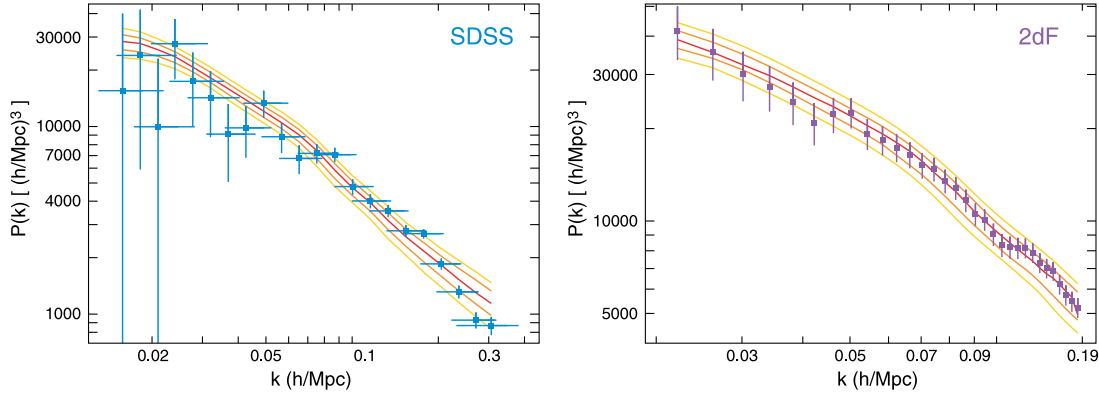 SDSS
30000
10000
7000
4000
1000
P(k) [ (h/Mpc)³ ]
0.02 0.05 0.1 0.3
k (h/Mpc)
2dF
30000
10000
5000
P(k) [ (h/Mpc)³ ]
0.03 0.05 0.07 0.09 0.19
k (h/Mpc)